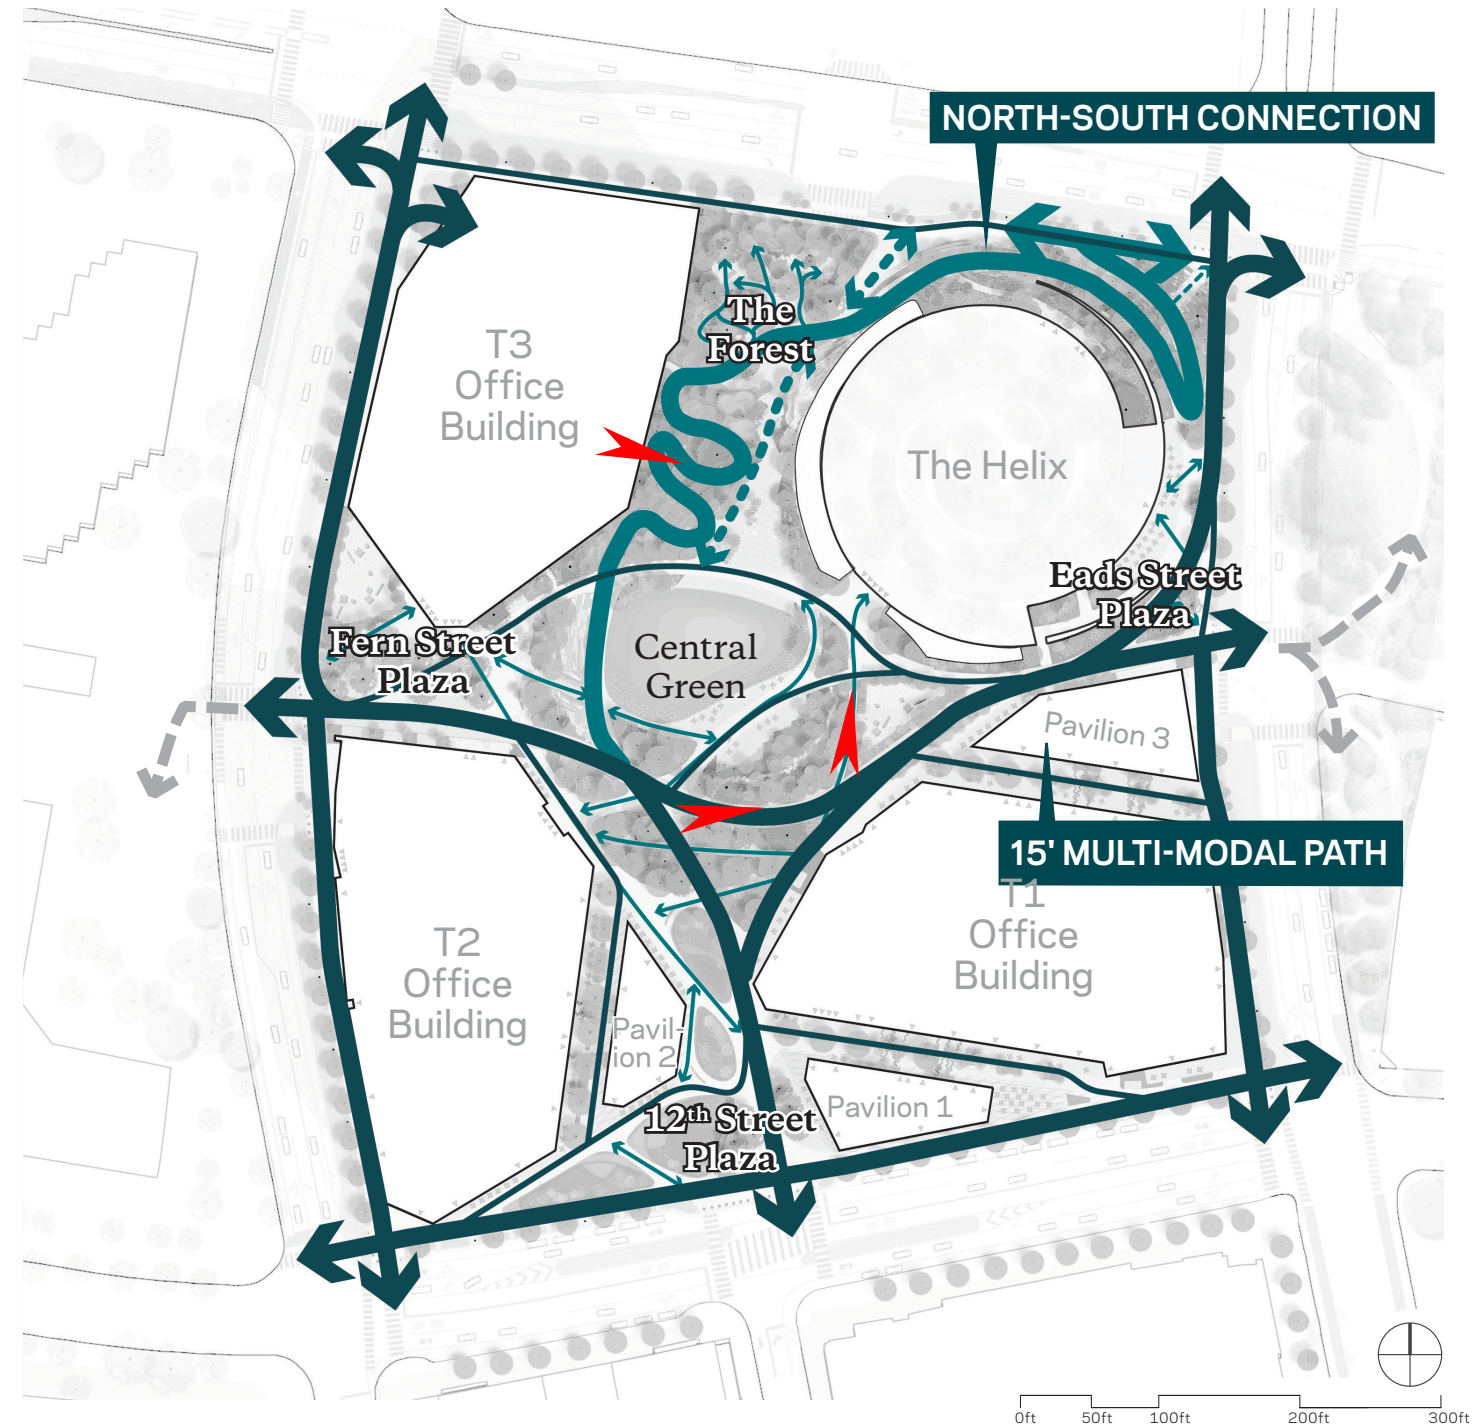 NORTH-SOUTH CONNECTION
The
Forest
T3
Office
Building
The Helix
Eads Street
Plaza
Fern Street
Plaza
Central
Green
Pavilion 3
15' MULTI-MODAL PATH
T1
Office
Building
T2
Office
Building
Pavil-
ion 2
Pavilion 1
12th Street
Plaza
0ft 50ft 100ft 200ft 300ft